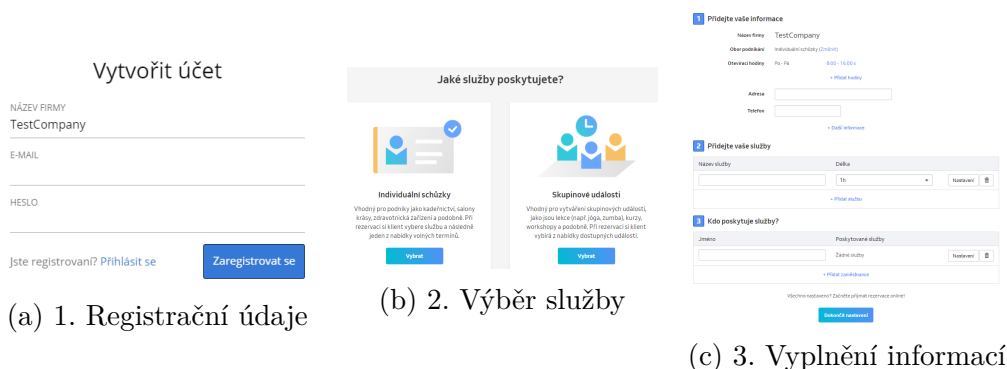 Vytvořit účet
NÁZEV FIRMY
TestCompany
E-MAIL
HESLO
Jste registrovaní? Přihlásit se
Zaregistrovat se
(a) 1. Registrační údaje
Jaké služby poskytujete?
Individuální schůzky
Vhodný pro podniky jako kadeřnictví, salony
krásy, zdravotnická zařízení a podobně. Při
rezervaci si klient vybere službu a následně
jeden z nabídky volných termínů.
Vybrat
Skupinové události
Vhodný pro vytváření skupinových událostí,
jako jsou lekce (např. jóga, zumba), kurzy,
workshopy a podobně. Při rezervaci si klient
vybírá z nabídky dostupných událostí.
Vybrat
(b) 2. Výběr služby
1 Přidejte vaše informace
Název firmy TestCompany
Obor podnikání Individuální schůzky (Změnit)
Otevírací hodiny Po - Pá 8:00 - 16:00 x
+ Přidat hodiny
Adresa
Telefon
+ Další informace
2 Přidejte vaše služby
Název služby Délka
1h Nastavení
+ Přidat službu
3 Kdo poskytuje služby?
Jméno Poskytované služby
Žádné služby Nastavení
+ Přidat zaměstnance
Všechno nastaveno? Začněte přijímat rezervace online!
Dokončit nastavení
(c) 3. Vyplnění informací